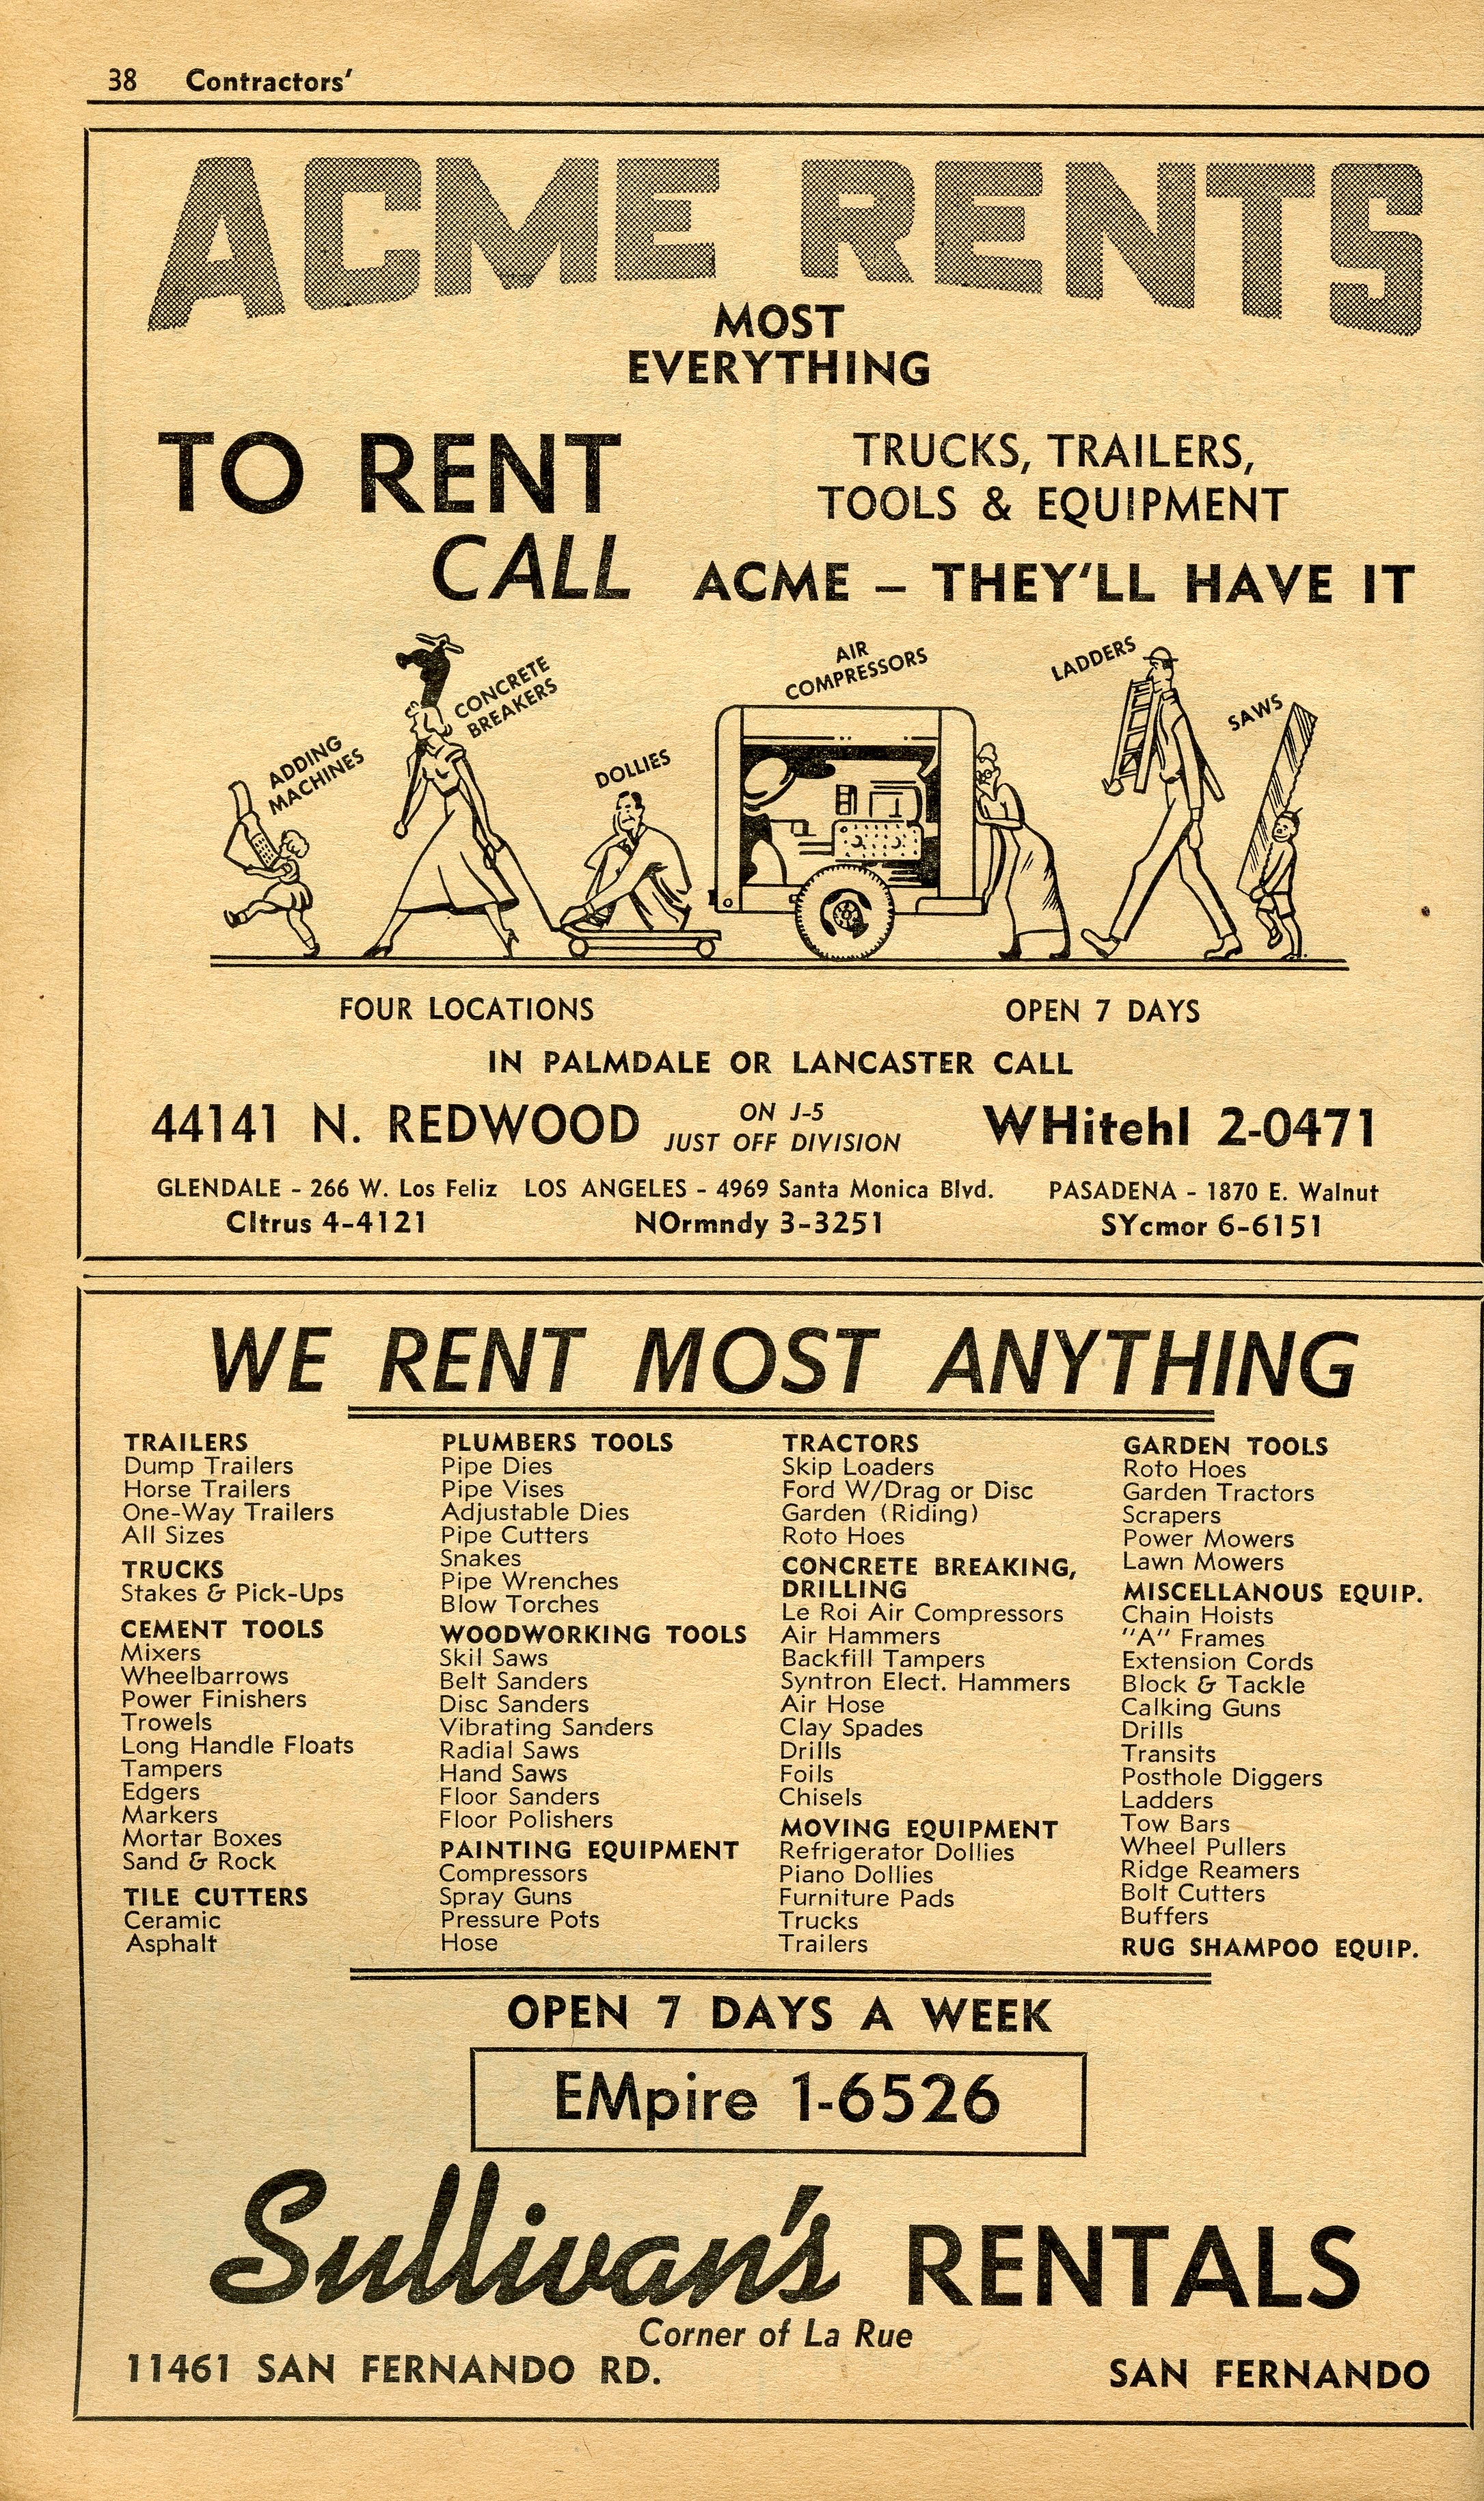 38 Contractors'
ACME RENTS
MOST
EVERYTHING
TO RENT
CALL
TRUCKS, TRAILERS,
TOOLS & EQUIPMENT
ACME – THEY'LL HAVE IT
ADDING
MACHINES
CONCRETE
BREAKERS
DOLLIES
AIR
COMPRESSORS
LADDERS
SAWS
FOUR LOCATIONS
OPEN 7 DAYS
IN PALMDALE OR LANCASTER CALL
44141 N. REDWOOD
ON J-5
JUST OFF DIVISION
WHitehl 2-0471
GLENDALE - 266 W. Los Feliz
CItrus 4-4121
LOS ANGELES - 4969 Santa Monica Blvd.
NOrmndy 3-3251
PASADENA - 1870 E. Walnut
SYcmor 6-6151
WE RENT MOST ANYTHING
TRAILERS
Dump Trailers
Horse Trailers
One-Way Trailers
All Sizes
TRUCKS
Stakes & Pick-Ups
CEMENT TOOLS
Mixers
Wheelbarrows
Power Finishers
Trowels
Long Handle Floats
Tampers
Edgers
Markers
Mortar Boxes
Sand & Rock
TILE CUTTERS
Ceramic
Asphalt
PLUMBERS TOOLS
Pipe Dies
Pipe Vises
Adjustable Dies
Pipe Cutters
Snakes
Pipe Wrenches
Blow Torches
WOODWORKING TOOLS
Skil Saws
Belt Sanders
Disc Sanders
Vibrating Sanders
Radial Saws
Hand Saws
Floor Sanders
Floor Polishers
PAINTING EQUIPMENT
Compressors
Spray Guns
Pressure Pots
Hose
TRACTORS
Skip Loaders
Ford W/Drag or Disc
Garden (Riding)
Roto Hoes
CONCRETE BREAKING,
DRILLING
Le Roi Air Compressors
Air Hammers
Backfill Tampers
Syntron Elect. Hammers
Air Hose
Clay Spades
Drills
Foils
Chisels
MOVING EQUIPMENT
Refrigerator Dollies
Piano Dollies
Furniture Pads
Trucks
Trailers
GARDEN TOOLS
Roto Hoes
Garden Tractors
Scrapers
Power Mowers
Lawn Mowers
MISCELLANOUS EQUIP.
Chain Hoists
"A" Frames
Extension Cords
Block & Tackle
Calking Guns
Drills
Transits
Posthole Diggers
Ladders
Tow Bars
Wheel Pullers
Ridge Reamers
Bolt Cutters
Buffers
RUG SHAMPOO EQUIP.
OPEN 7 DAYS A WEEK
EMpire 1-6526
Sullivan's RENTALS
Corner of La Rue
11461 SAN FERNANDO RD.
SAN FERNANDO